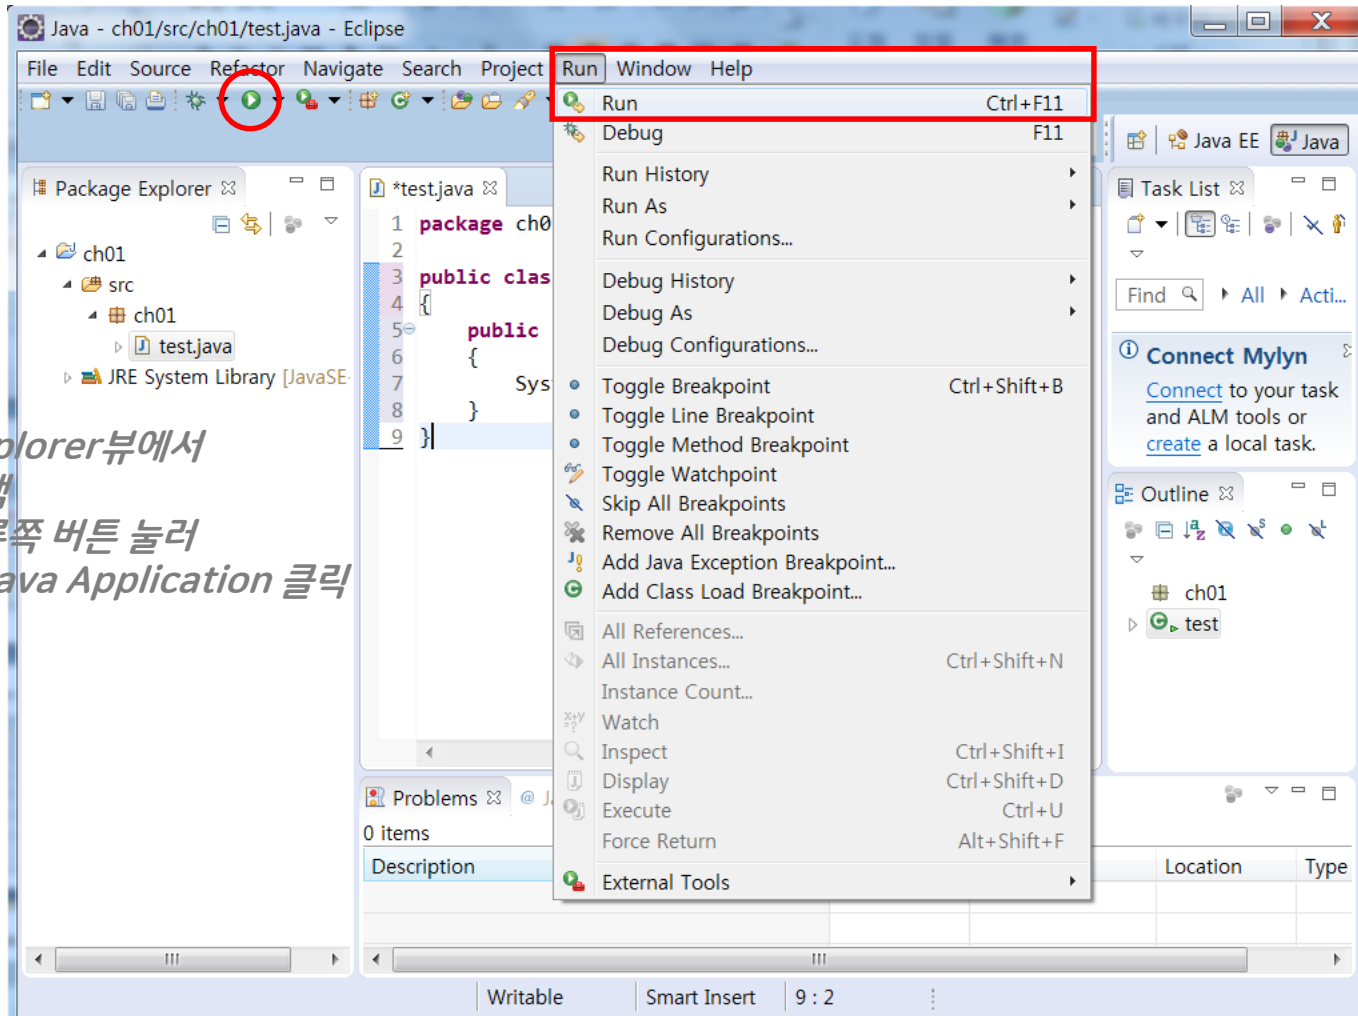 Java - ch01/src/ch01/test.java - Eclipse
File Edit Source Refactor Navigate Search Project Run Window Help
Run Ctrl+F11
Debug F11
Run History
Run As
Run Configurations...
Debug History
Debug As
Debug Configurations...
Toggle Breakpoint Ctrl+Shift+B
Toggle Line Breakpoint
Toggle Method Breakpoint
Toggle Watchpoint
Skip All Breakpoints
Remove All Breakpoints
Add Java Exception Breakpoint...
Add Class Load Breakpoint...
All References...
All Instances... Ctrl+Shift+N
Instance Count...
Watch
Inspect Ctrl+Shift+I
Display Ctrl+Shift+D
Execute Ctrl+U
Force Return Alt+Shift+F
External Tools
Java EE Java
Package Explorer
ch01
src
ch01
test.java
JRE System Library [JavaSE-
plorer뷰에서
쪽 버튼 눌러
ava Application 클릭
*test.java
1 package ch0
2
3 public clas
4 {
5 public
6 {
7 Sys
8 }
9 }
Task List
Find All Acti...
Connect Mylyn
Connect to your task
and ALM tools or
create a local task.
Outline
ch01
test
Problems @ J
0 items
Description Location Type
Writable Smart Insert 9 : 2